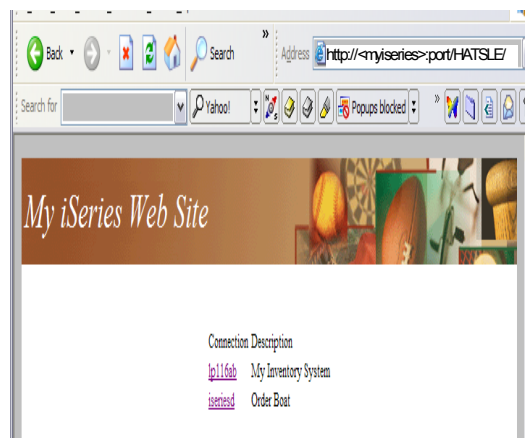 Back Search » Address http://<myiseries>:port/HATSLE/
Search for Yahoo! Popups blocked »
My iSeries Web Site
Connection Description
lp116ab My Inventory System
iseriesd Order Boat